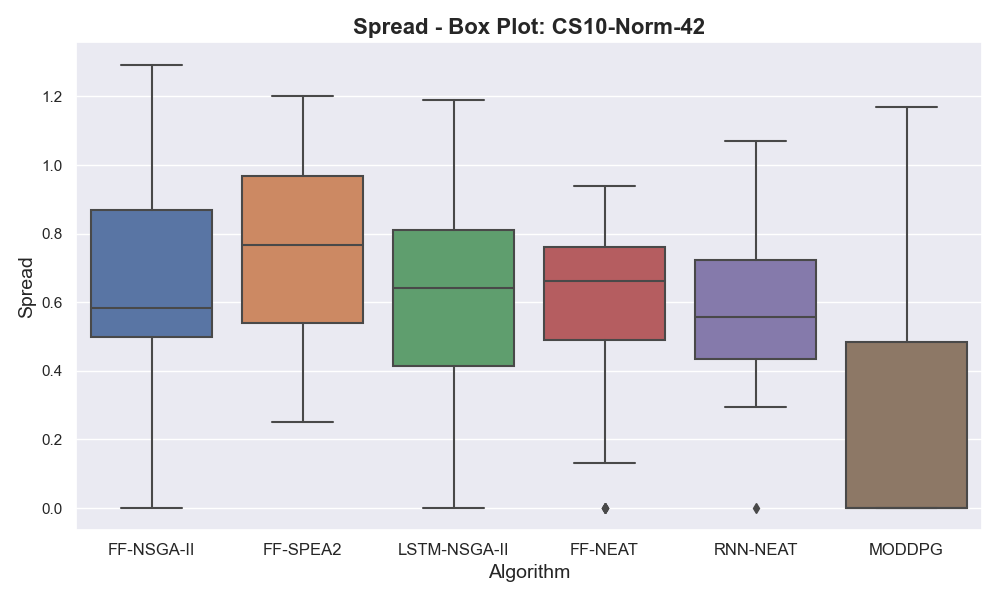 Spread - Box Plot: CS10-Norm-42
Spread
1.2
1.0
0.8
0.6
0.4
0.2
0.0
FF-NSGA-II FF-SPEA2 LSTM-NSGA-II FF-NEAT RNN-NEAT MODDPG
Algorithm